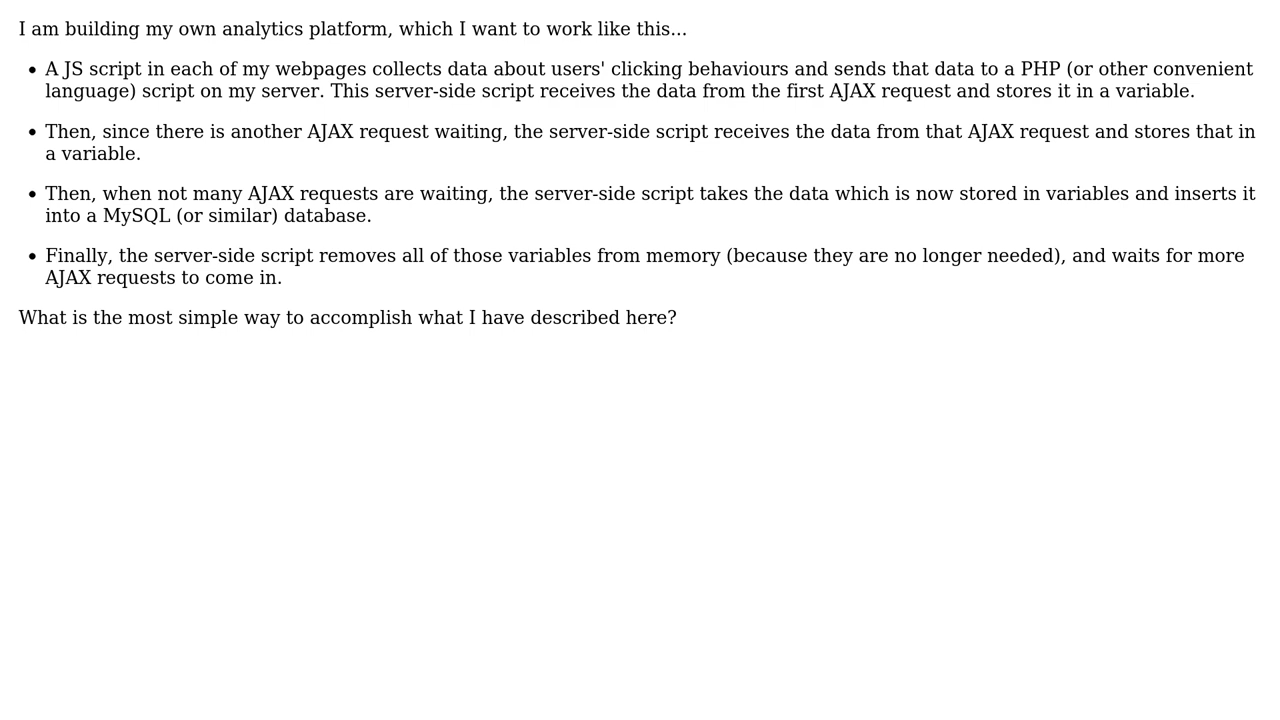 I am building my own analytics platform, which I want to work like this...
• A JS script in each of my webpages collects data about users' clicking behaviours and sends that data to a PHP (or other convenient
language) script on my server. This server-side script receives the data from the first AJAX request and stores it in a variable.
• Then, since there is another AJAX request waiting, the server-side script receives the data from that AJAX request and stores that in
a variable.
• Then, when not many AJAX requests are waiting, the server-side script takes the data which is now stored in variables and inserts it
into a MySQL (or similar) database.
• Finally, the server-side script removes all of those variables from memory (because they are no longer needed), and waits for more
AJAX requests to come in.
What is the most simple way to accomplish what I have described here?